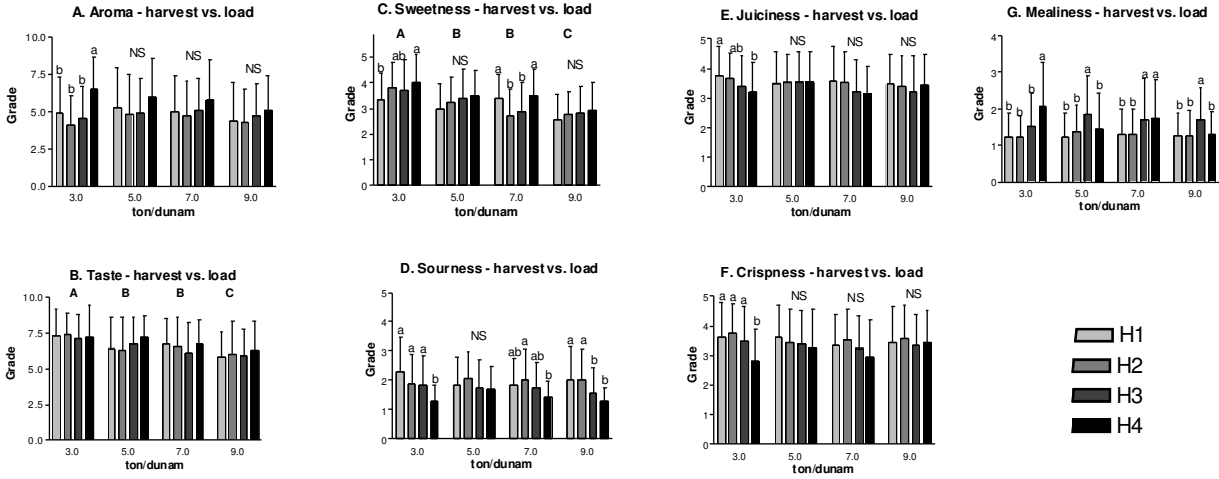 A. Aroma - harvest vs. load
Grade
10.0
7.5
5.0
2.5
0.0
b b b a NS NS NS
3.0 5.0 7.0 9.0
ton/dunam
C. Sweetness - harvest vs. load
A B B C
Grade
5
4
3
2
1
0
b ab a a NS a b b a NS
3.0 5.0 7.0 9.0
ton/dunam
E. Juiciness - harvest vs. load
Grade
5
4
3
2
1
0
a ab b b NS NS NS
3.0 5.0 7.0 9.0
ton/dunam
G. Mealiness - harvest vs. load
Grade
4
3
2
1
0
b b b a b b a b b b a a b b a b
3.0 5.0 7.0 9.0
ton/dunam
B. Taste - harvest vs. load
A B B C
Grade
10.0
7.5
5.0
2.5
0.0
3.0 5.0 7.0 9.0
ton/dunam
D. Sourness - harvest vs. load
Grade
5
4
3
2
1
0
a a a b NS ab a ab b a a b b
3.0 5.0 7.0 9.0
ton/dunam
F. Crispness - harvest vs. load
Grade
5
4
3
2
1
0
a a a b NS NS NS
3.0 5.0 7.0 9.0
ton/dunam
H1
H2
H3
H4